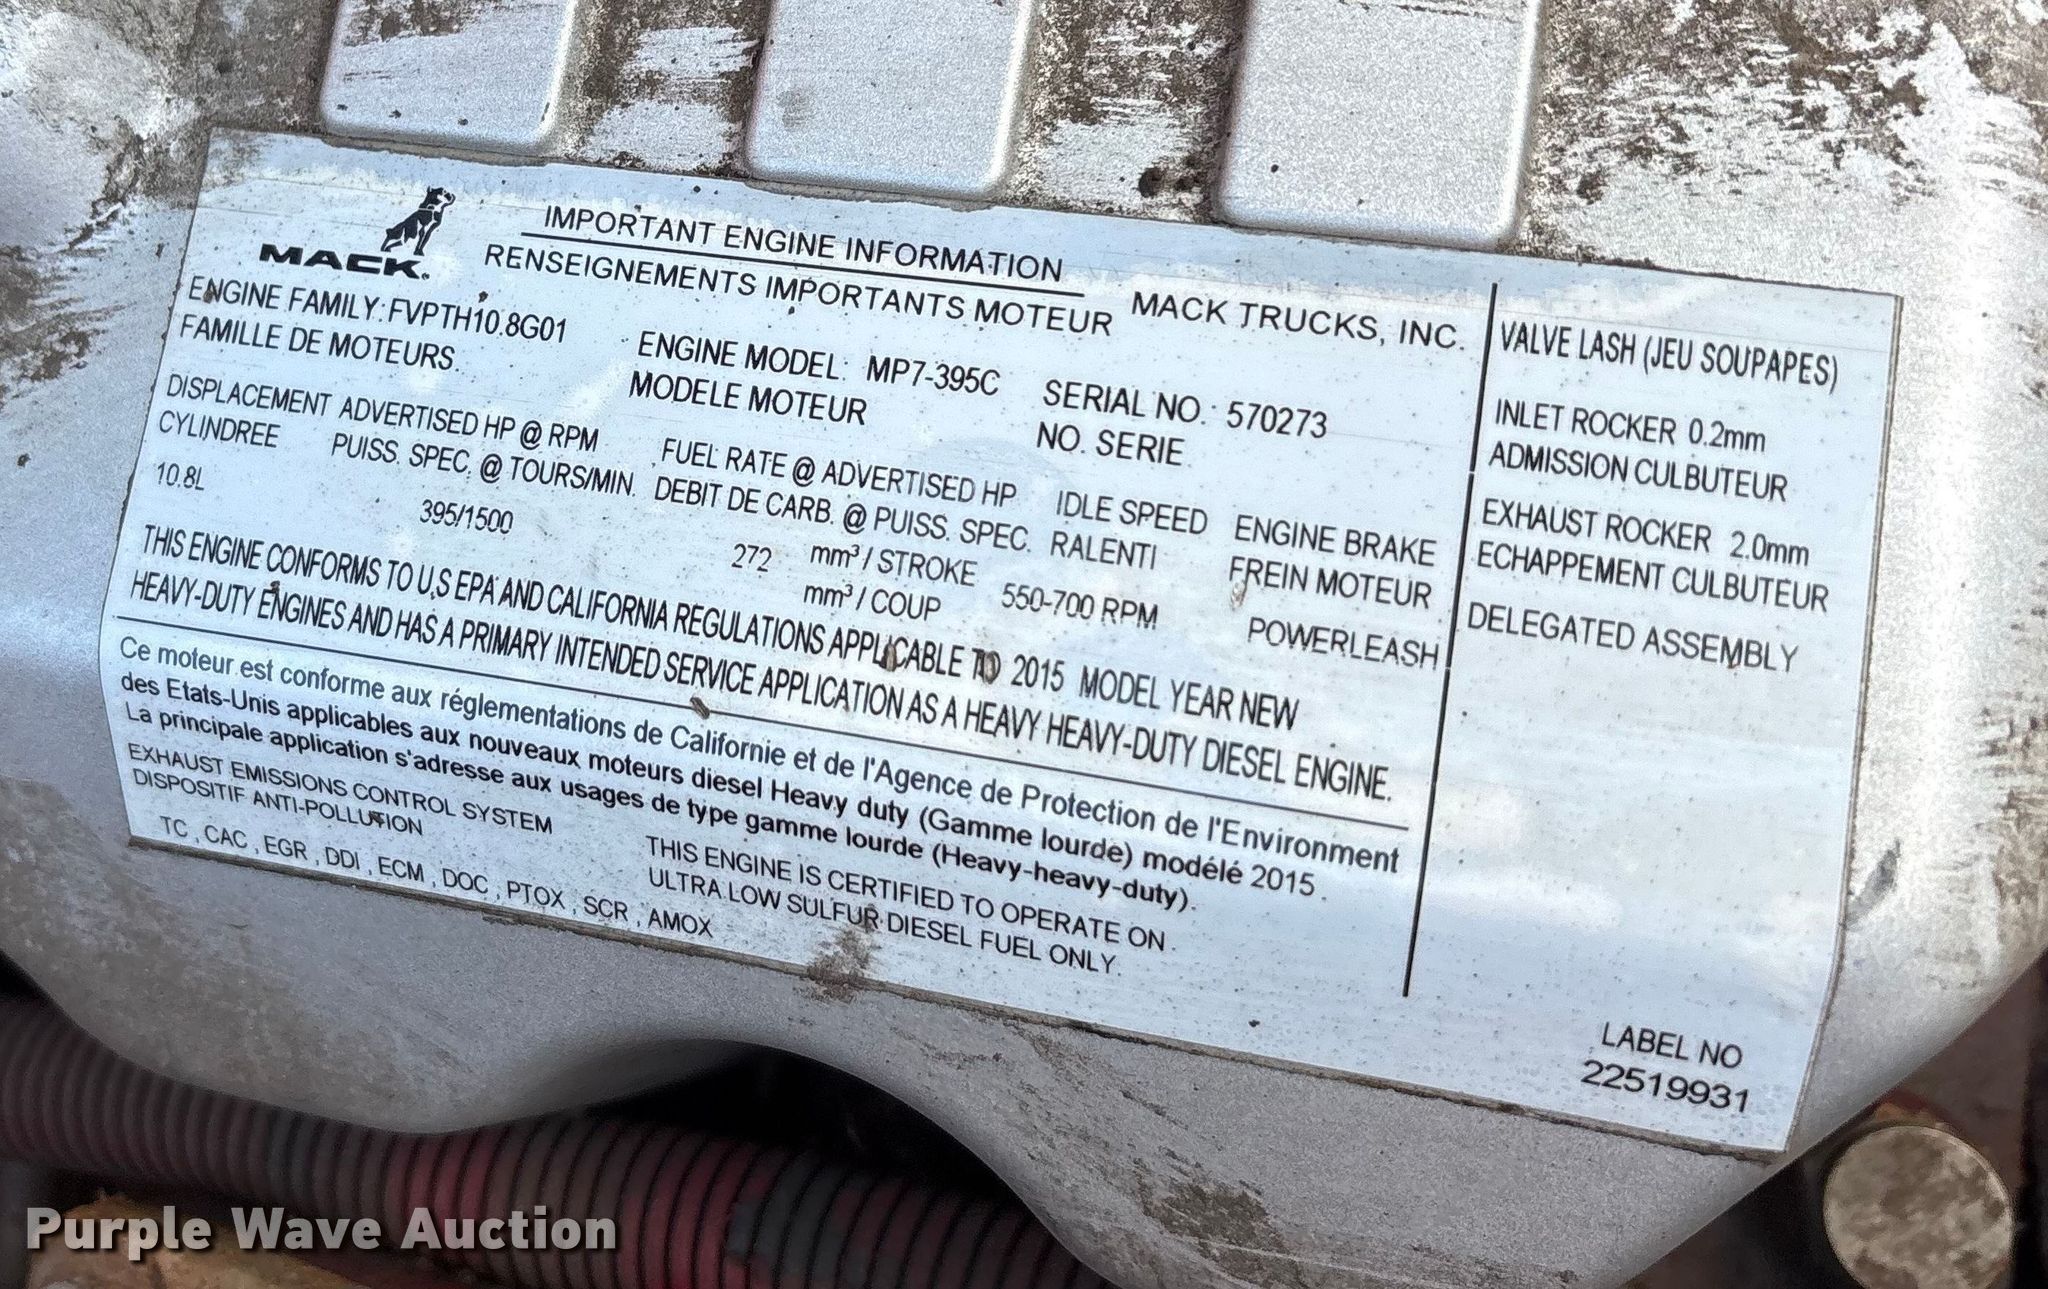 MACK
IMPORTANT ENGINE INFORMATION
RENSEIGNEMENTS IMPORTANTS MOTEUR
MACK TRUCKS, INC.
ENGINE FAMILY: FVPTH10.8G01
FAMILLE DE MOTEURS.
ENGINE MODEL: MP7-395C
MODELE MOTEUR
SERIAL NO.: 570273
NO. SERIE
DISPLACEMENT
CYLINDREE
10.8L
ADVERTISED HP @ RPM
PUISS. SPEC. @ TOURS/MIN.
395/1500
FUEL RATE @ ADVERTISED HP
DEBIT DE CARB. @ PUISS. SPEC.
272 mm³ / STROKE
mm³ / COUP
IDLE SPEED
RALENTI
550-700 RPM
ENGINE BRAKE
FREIN MOTEUR
POWERLEASH
THIS ENGINE CONFORMS TO U,S EPA AND CALIFORNIA REGULATIONS APPLICABLE TO 2015 MODEL YEAR NEW
HEAVY-DUTY ENGINES AND HAS A PRIMARY INTENDED SERVICE APPLICATION AS A HEAVY HEAVY-DUTY DIESEL ENGINE.
Ce moteur est conforme aux réglementations de Californie et de l'Agence de Protection de l'Environment
des Etats-Unis applicables aux nouveaux moteurs diesel Heavy duty (Gamme lourde) modélé 2015.
La principale application s'adresse aux usages de type gamme lourde (Heavy-heavy-duty).
EXHAUST EMISSIONS CONTROL SYSTEM
DISPOSITIF ANTI-POLLUTION
TC , CAC , EGR , DDI , ECM , DOC , PTOX , SCR , AMOX
THIS ENGINE IS CERTIFIED TO OPERATE ON
ULTRA LOW SULFUR DIESEL FUEL ONLY.
VALVE LASH (JEU SOUPAPES)
INLET ROCKER 0.2mm
ADMISSION CULBUTEUR
EXHAUST ROCKER 2.0mm
ECHAPPEMENT CULBUTEUR
DELEGATED ASSEMBLY
LABEL NO
22519931
Purple Wave Auction